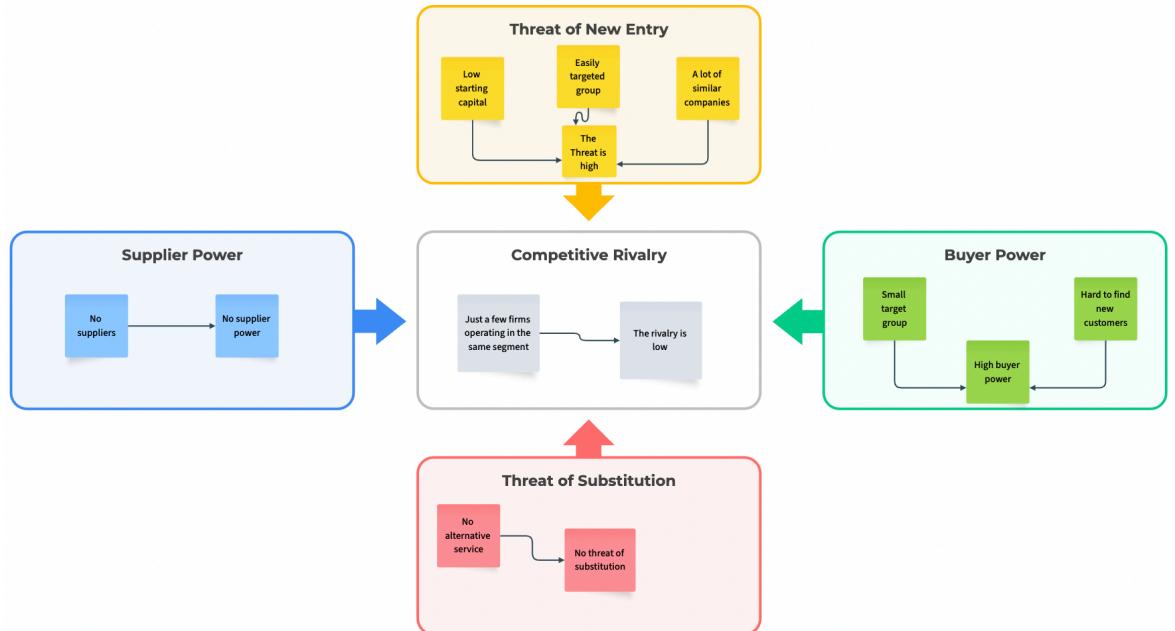 Threat of New Entry
Low
starting
capital
Easily
targeted
group
A lot of
similar
companies
The
Threat is
high
Supplier Power
No
suppliers
No supplier
power
Competitive Rivalry
Just a few firms
operating in the
same segment
The rivalry is
low
Buyer Power
Small
target
group
Hard to find
new
customers
High buyer
power
Threat of Substitution
No
alternative
service
No threat of
substitution